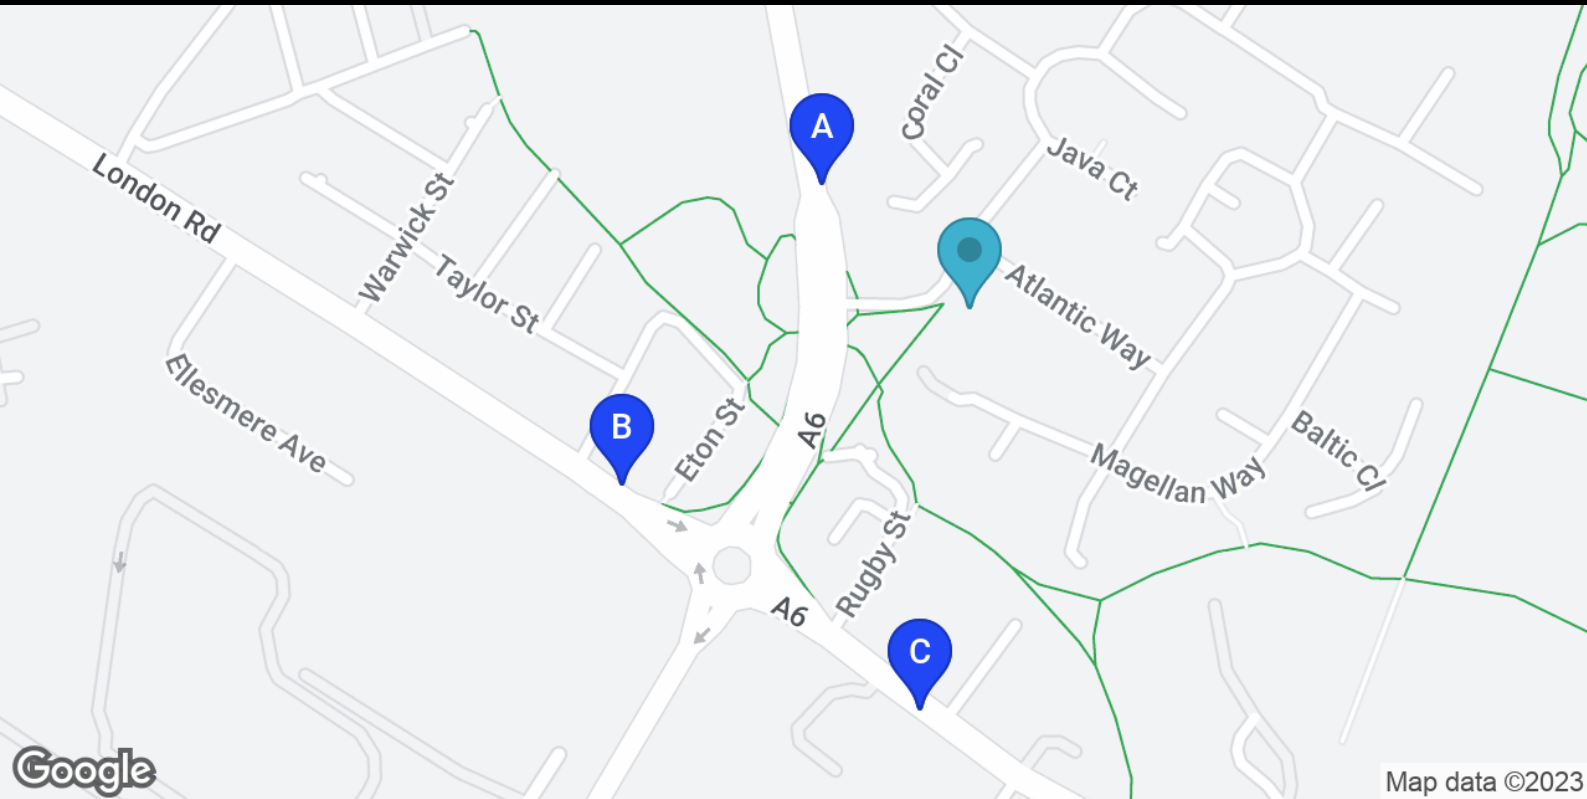 Coral Cl
A
Java Ct
London Rd
Warwick St
Taylor St
Atlantic Way
Ellesmere Ave
B
Eton St
A6
Magellan Way
Baltic Cl
Rugby St
A6
C
Google
Map data ©2023